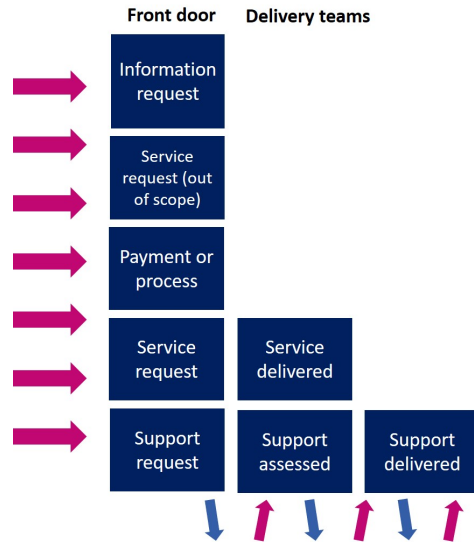 Front door Delivery teams
Information
request
Service
request (out
of scope)
Payment or
process
Service
request
Service
delivered
Support
request
Support
assessed
Support
delivered